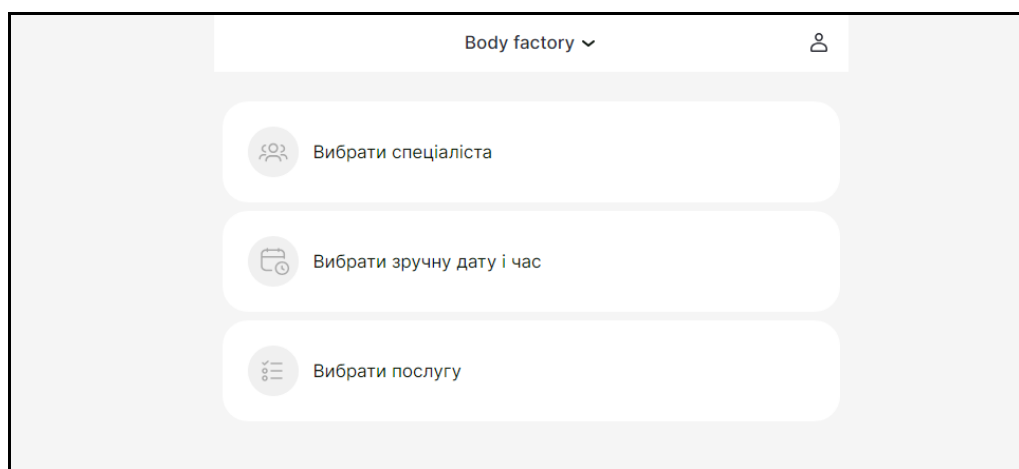 Body factory
Вибрати спеціаліста
Вибрати зручну дату і час
Вибрати послугу